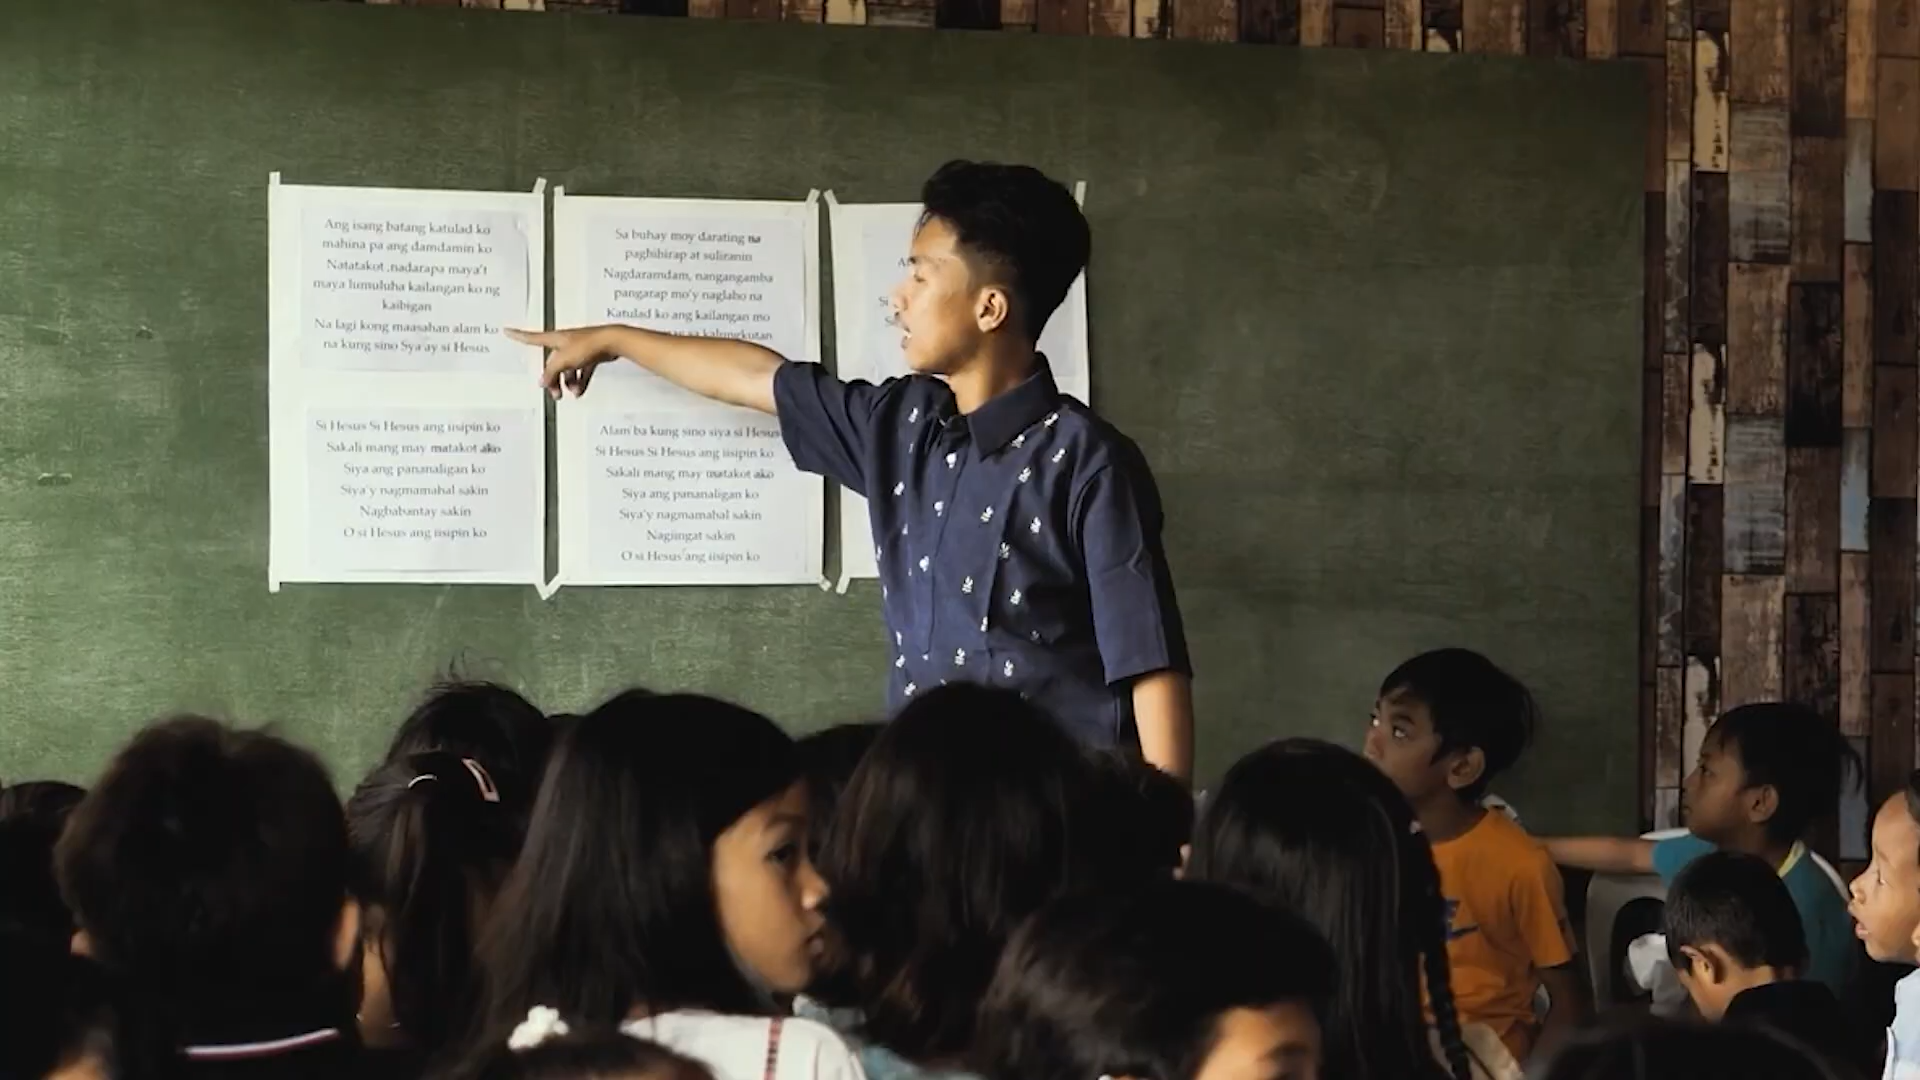 Ang isang batang katulad ko
mahina pa ang damdamin ko
Natatakot ,nadarapa maya't
maya lumuluha kailangan ko ng
kaibigan
Na lagi kong maasahan alam ko
na kung sino Sya ay si Hesus
Si Hesus Si Hesus ang iisipin ko
Sakali mang may matakot ako
Siya ang pananaligan ko
Siya'y nagmamahal sakin
Nagbabantay sakin
O si Hesus ang iisipin ko
Sa buhay moy darating na
paghihirap at suliranin
Nagdaramdam, nangangamba
pangarap mo'y naglaho na
Katulad ko ang kailangan mo
sa kalungkutan
Alam ba kung sino siya si Hesus
Si Hesus Si Hesus ang iisipin ko
Sakali mang may matakot ako
Siya ang pananaligan ko
Siya'y nagmamahal sakin
Nagiingat sakin
O si Hesus ang iisipin ko